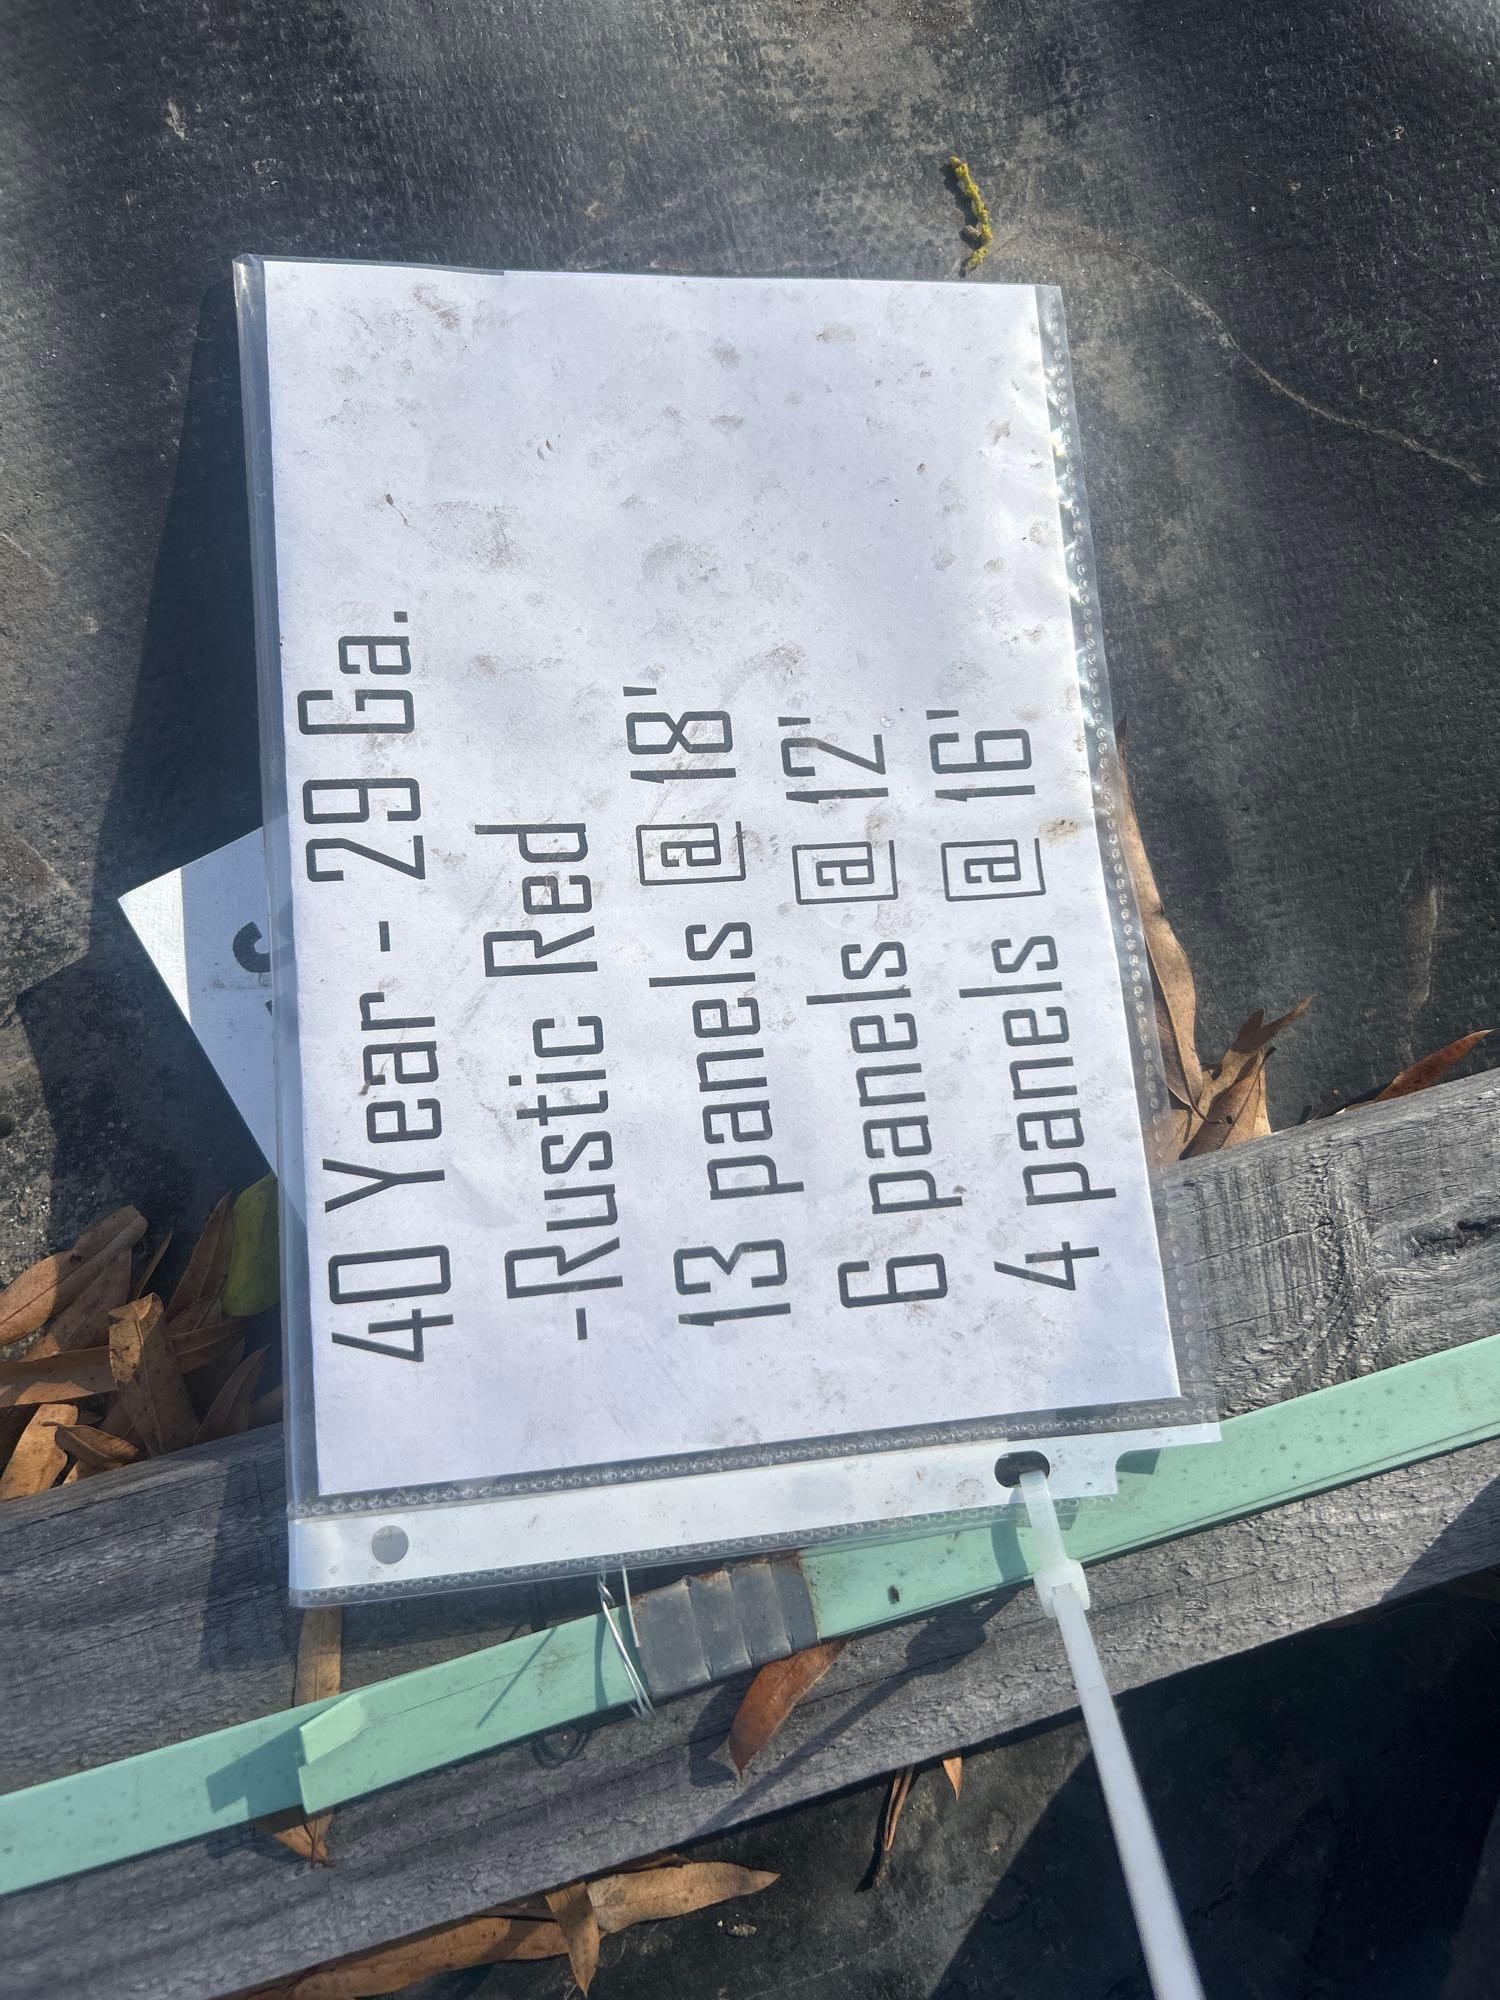 40 Year - 29 Ga.
-Rustic Red
13 panels @ 18'
6 panels @ 12'
4 panels @ 16'